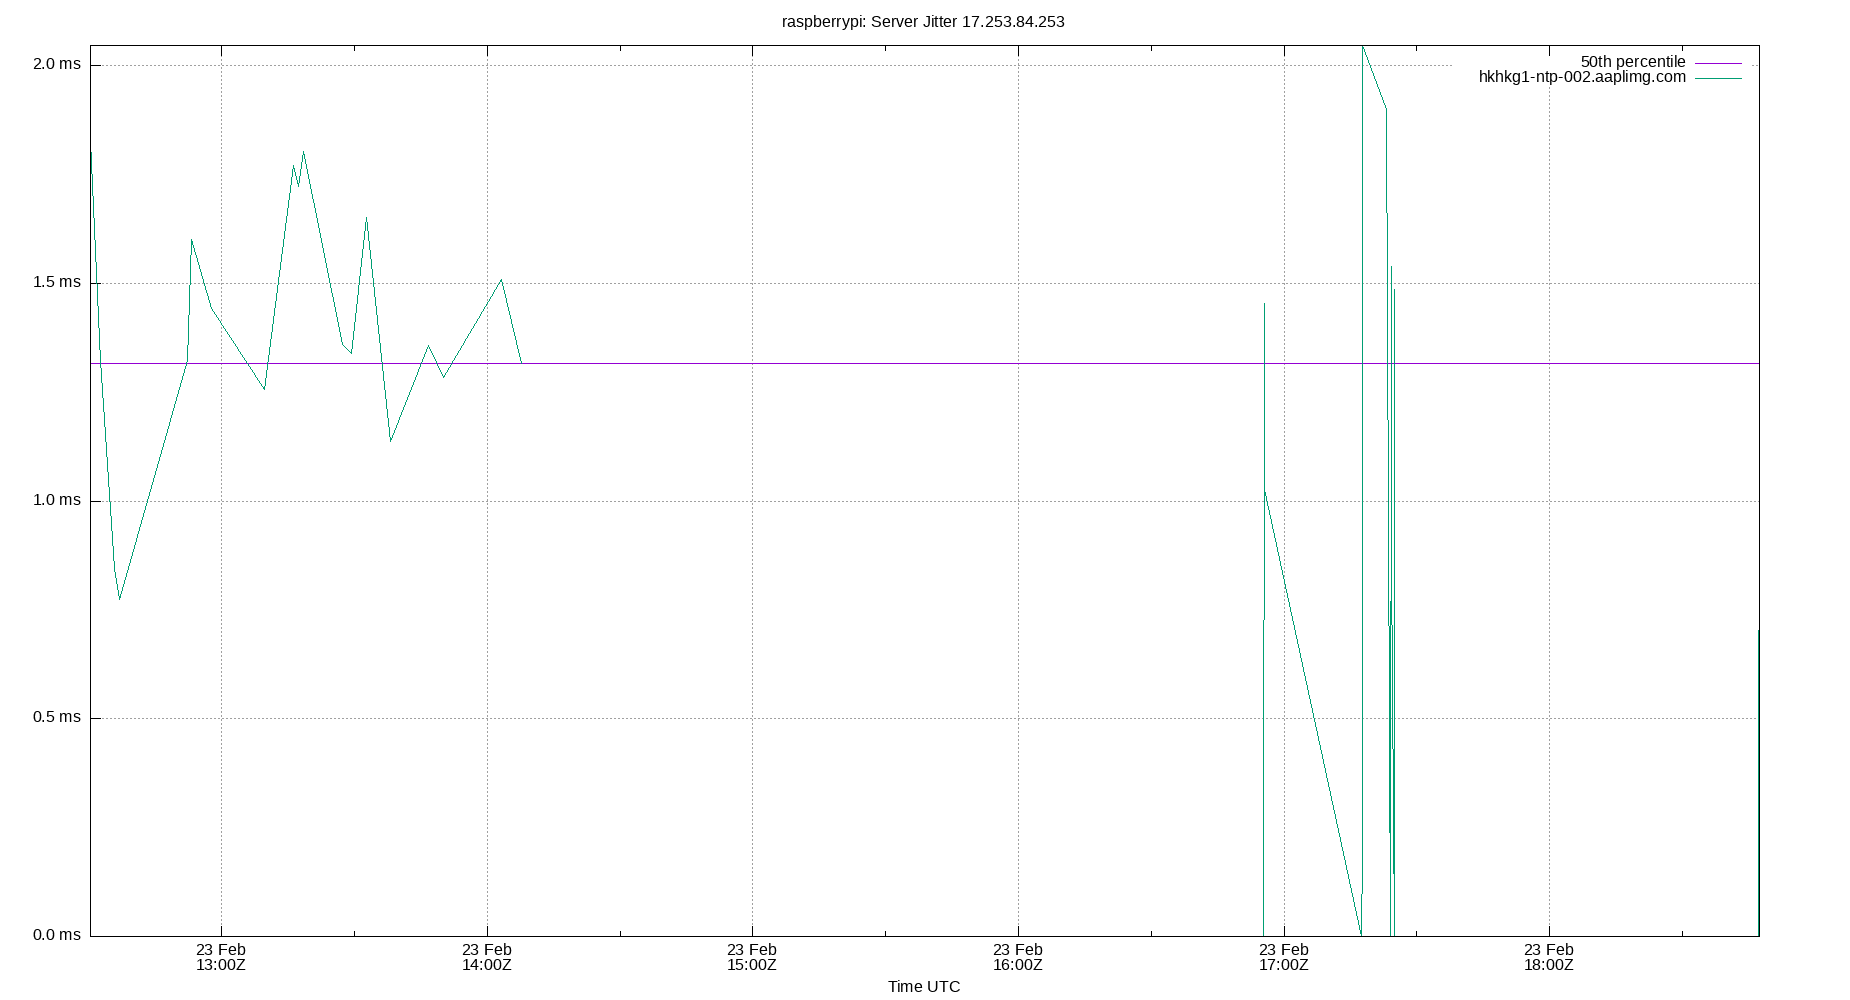 raspberrypi: Server Jitter 17.253.84.253
50th percentile
hkhkg1-ntp-002.aaplimg.com
2.0 ms
1.5 ms
1.0 ms
0.5 ms
0.0 ms
23 Feb 23 Feb 23 Feb 23 Feb 23 Feb 23 Feb
13:00Z 14:00Z 15:00Z 16:00Z 17:00Z 18:00Z
Time UTC